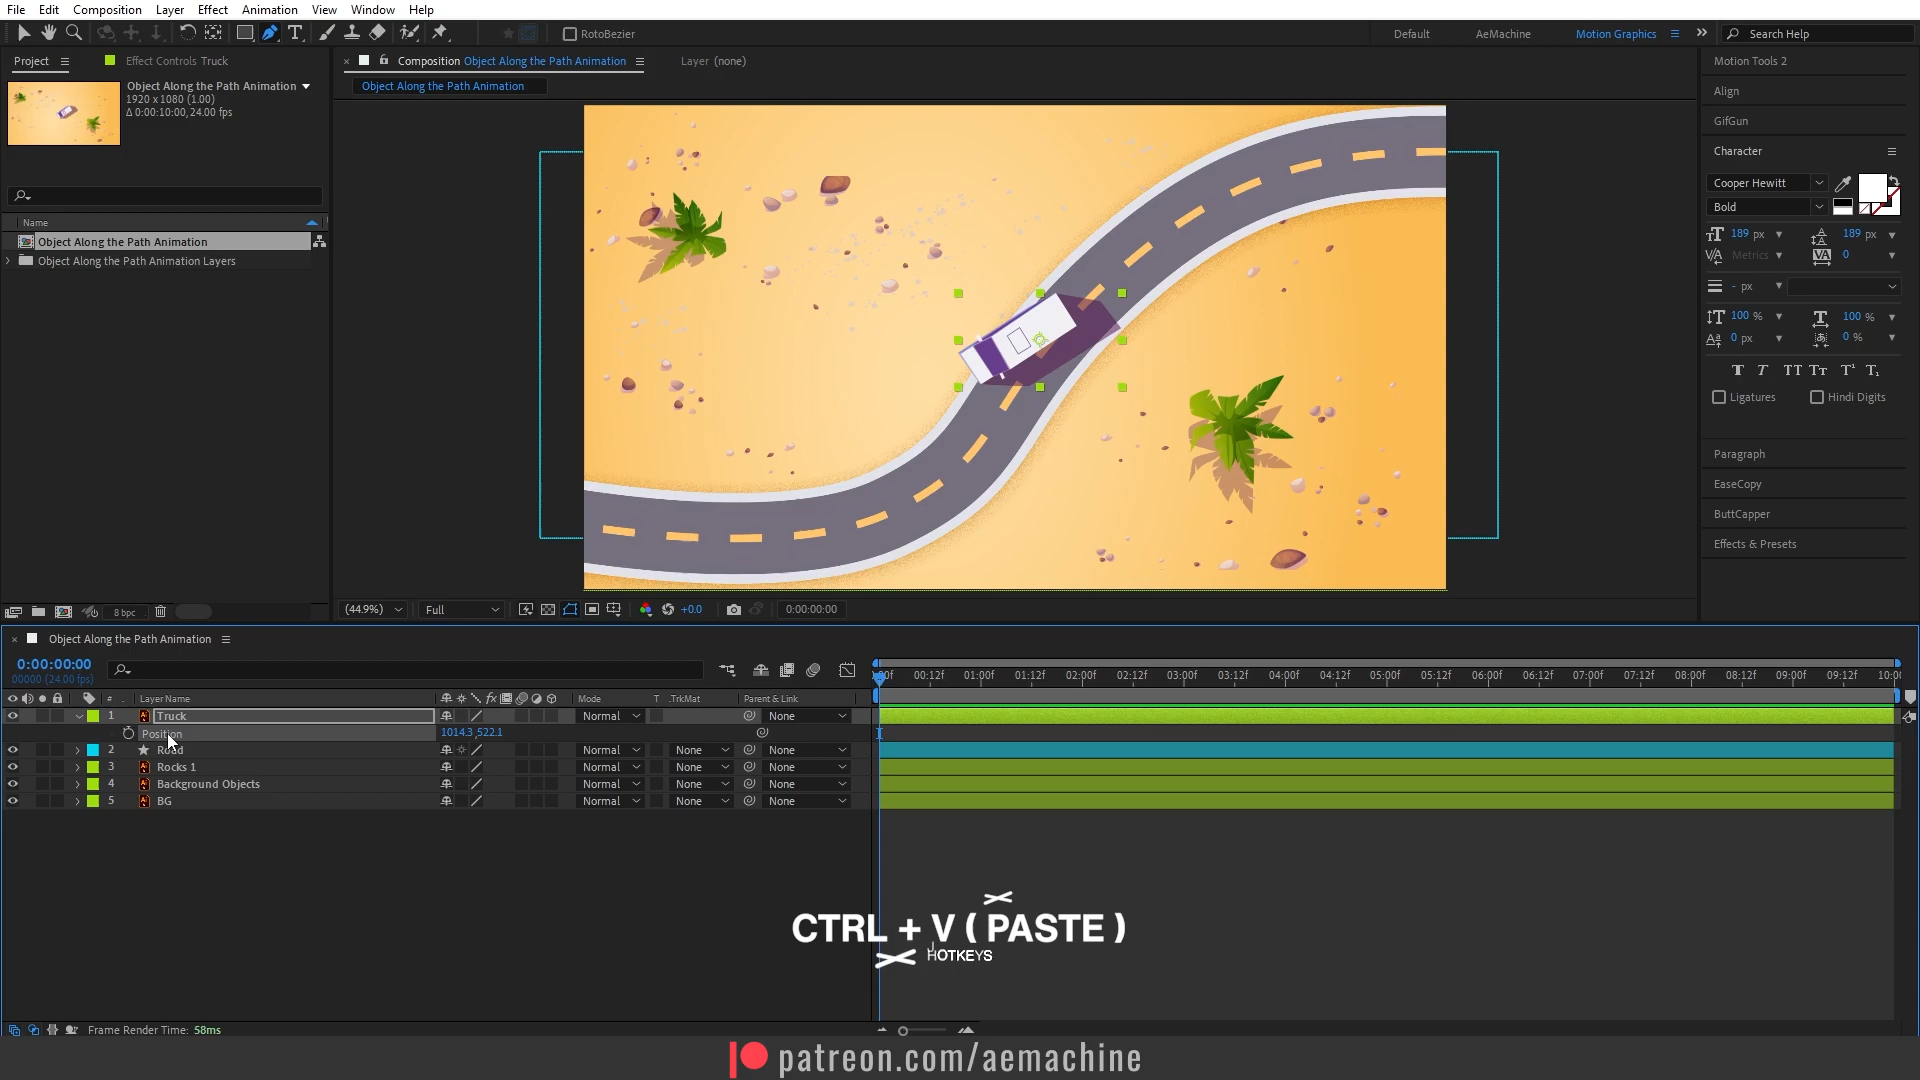 File Edit Composition Layer Effect Animation View Window Help
RotoBezier
Default AeMachine Motion Graphics Search Help
Project Effect Controls Truck
Composition Object Along the Path Animation Layer (none)
Object Along the Path Animation
Object Along the Path Animation
1920 x 1080 (1.00)
Δ 0:00:10:00, 24.00 fps
Name
Object Along the Path Animation
Object Along the Path Animation Layers
8 bpc
(44.9%) Full +0.0 0:00:00:00
Motion Tools 2
Align
GifGun
Character
Cooper Hewitt
Bold
189 px 189 px
Metrics 0
- px
100 % 100 %
0 px 0 %
T T TT Tт T¹ T₁
Ligatures Hindi Digits
Paragraph
EaseCopy
ButtCapper
Effects & Presets
Object Along the Path Animation
0:00:00:00
00000 (24.00 fps)
# Layer Name Mode T .TrkMat Parent & Link
00:12f 01:00f 01:12f 02:00f 02:12f 03:00f 03:12f 04:00f 04:12f 05:00f 05:12f 06:00f 06:12f 07:00f 07:12f 08:00f 08:12f 09:00f 09:12f
1 Truck Normal None
Position 1014.3 ,522.1
2 Road Normal None None
3 Rocks 1 Normal None None
4 Background Objects Normal None None
5 BG Normal None None
CTRL + V ( PASTE )
HOTKEYS
Frame Render Time: 58ms
patreon.com/aemachine